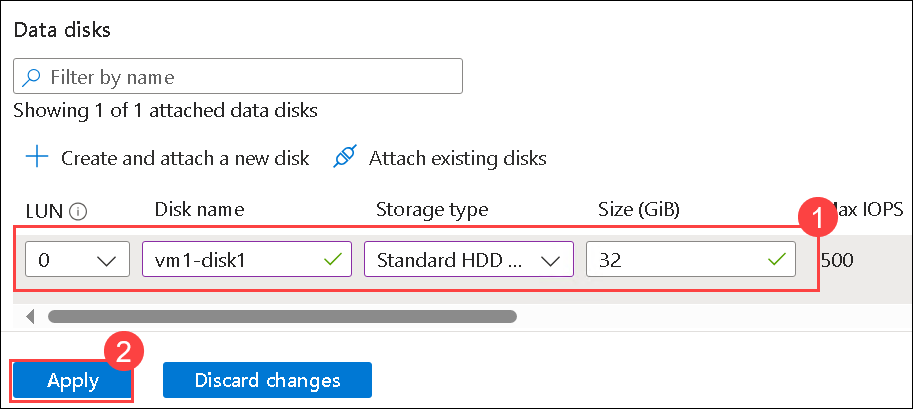 Data disks
Filter by name
Showing 1 of 1 attached data disks
Create and attach a new disk Attach existing disks
LUN Disk name Storage type Size (GiB) Max IOPS
1
0 vm1-disk1 Standard HDD ... 32 500
2
Apply Discard changes